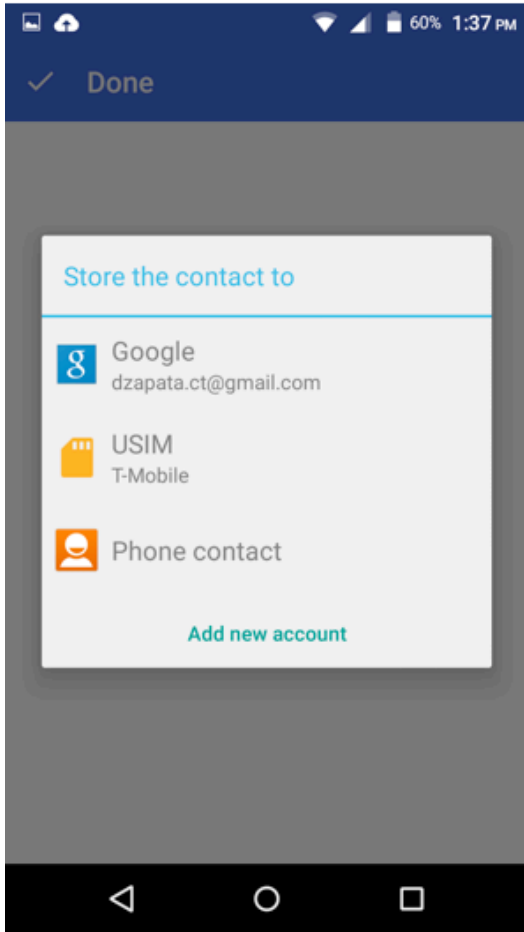 60% 1:37 PM
Done
Store the contact to
Google
dzapata.ct@gmail.com
USIM
T-Mobile
Phone contact
Add new account